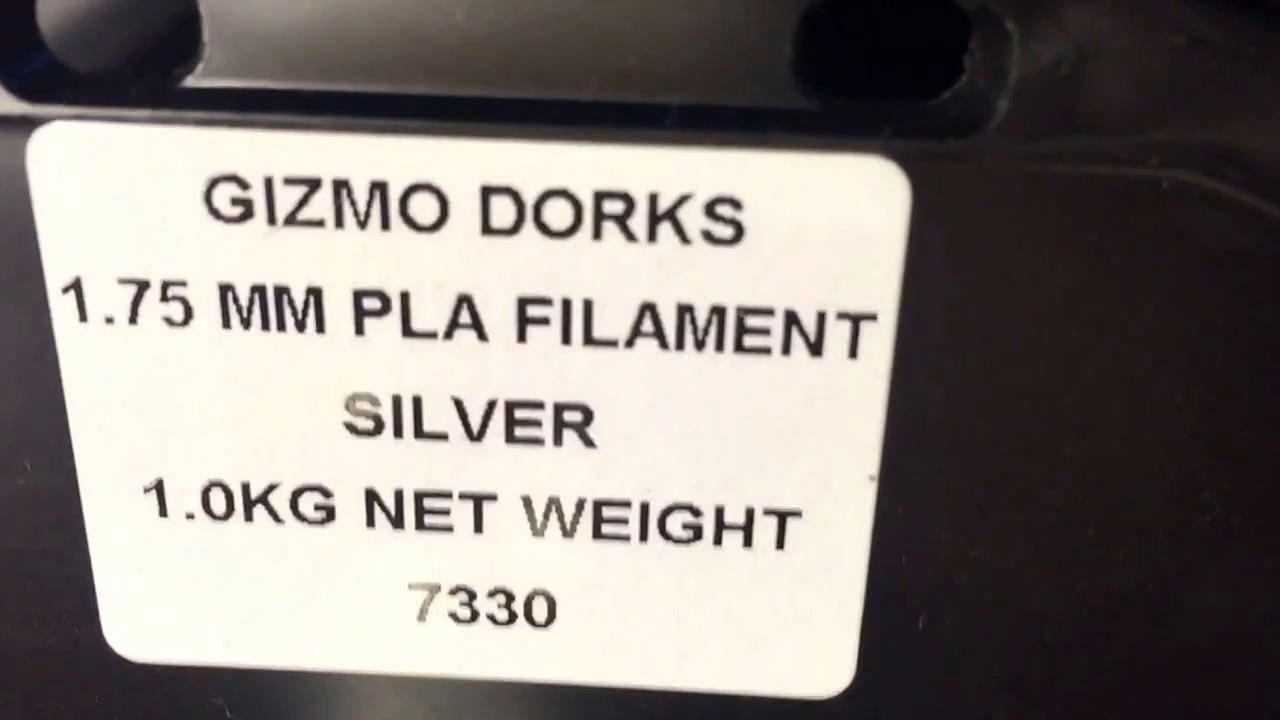 GIZMO DORKS
1.75 MM PLA FILAMENT
SILVER
1.0KG NET WEIGHT
7330